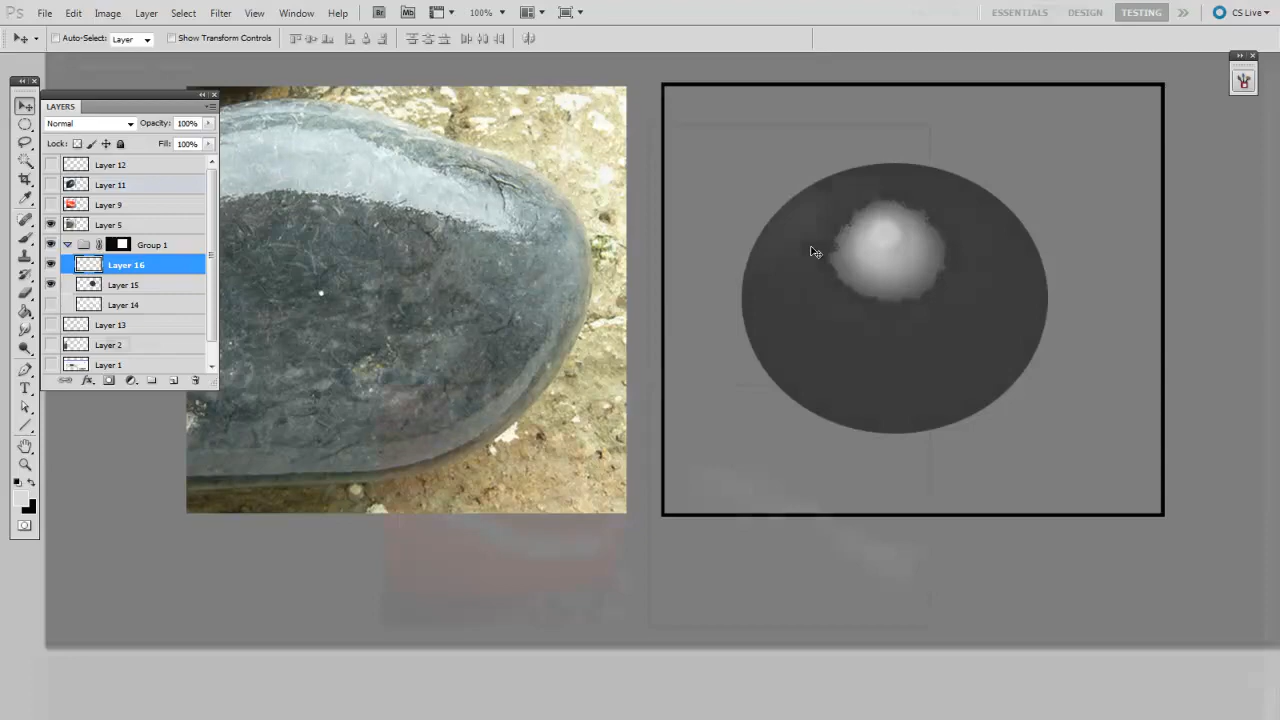 Ps File Edit Image Layer Select Filter View Window Help Br Mb 100% ESSENTIALS DESIGN TESTING CS Live
Auto-Select: Layer Show Transform Controls
LAYERS
Normal Opacity: 100%
Lock: Fill: 100%
Layer 12
Layer 11
Layer 9
Layer 5
Group 1
Layer 16
Layer 15
Layer 14
Layer 13
Layer 2
Layer 1